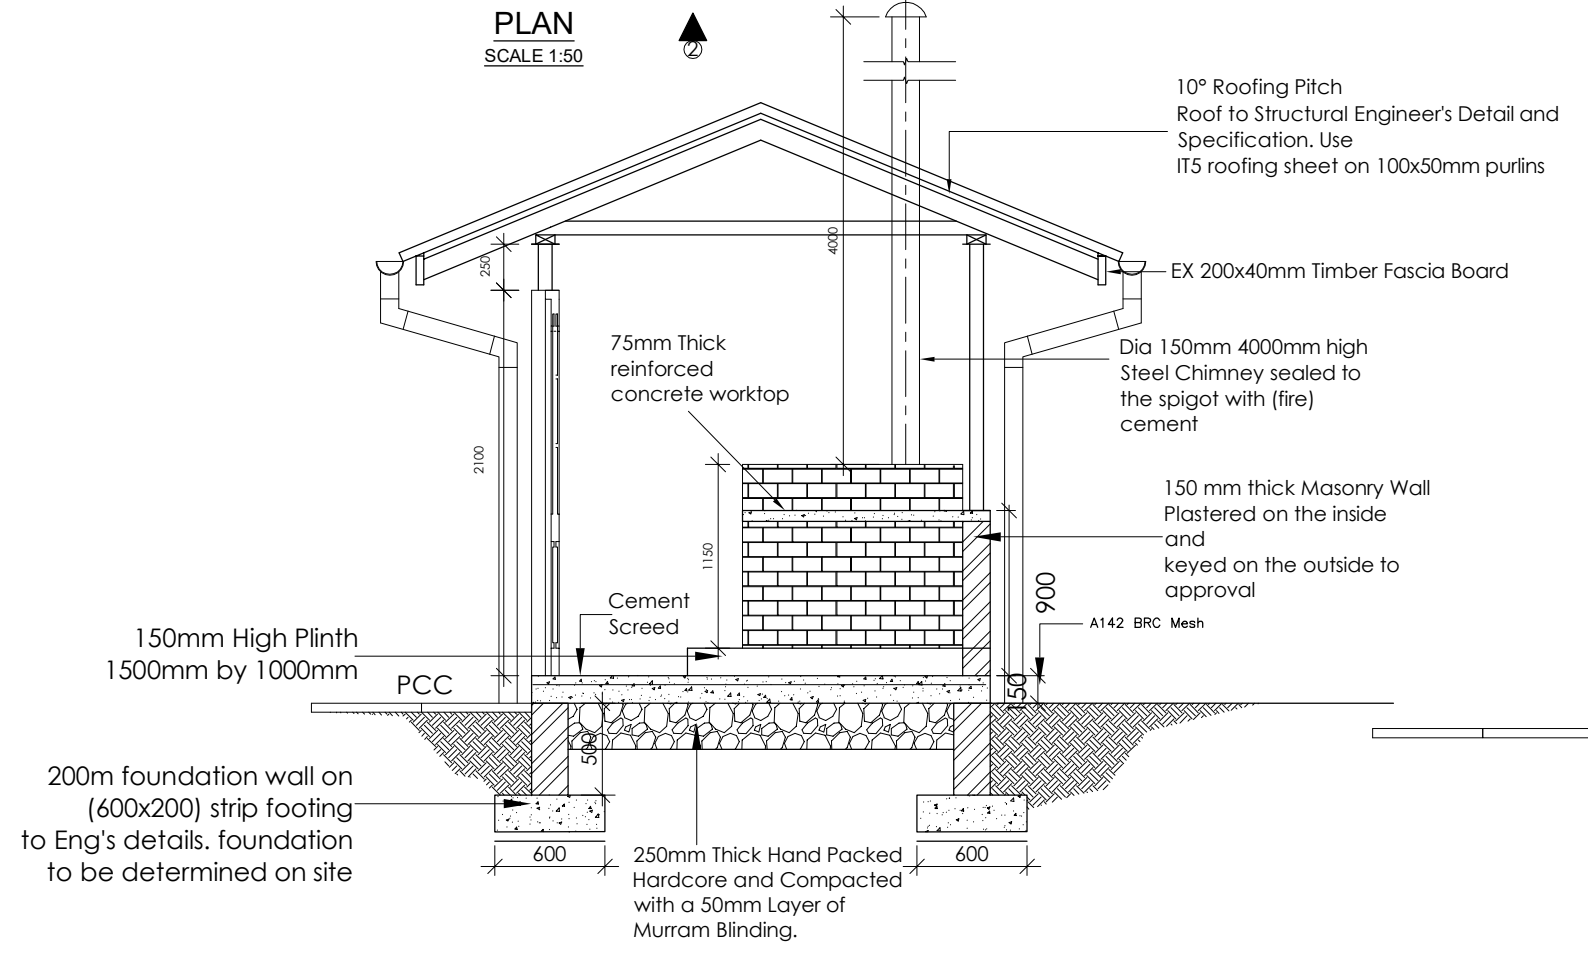 PLAN
SCALE 1:50
2
10° Roofing Pitch
Roof to Structural Engineer's Detail and
Specification. Use
IT5 roofing sheet on 100x50mm purlins
4000
250
EX 200x40mm Timber Fascia Board
75mm Thick
reinforced
concrete worktop
Dia 150mm 4000mm high
Steel Chimney sealed to
the spigot with (fire)
cement
2100
150 mm thick Masonry Wall
Plastered on the inside
and
keyed on the outside to
approval
1150
900
Cement
Screed
A142 BRC Mesh
150mm High Plinth
1500mm by 1000mm
PCC
150
500
200m foundation wall on
(600x200) strip footing
to Eng's details. foundation
to be determined on site
600
600
250mm Thick Hand Packed
Hardcore and Compacted
with a 50mm Layer of
Murram Blinding.